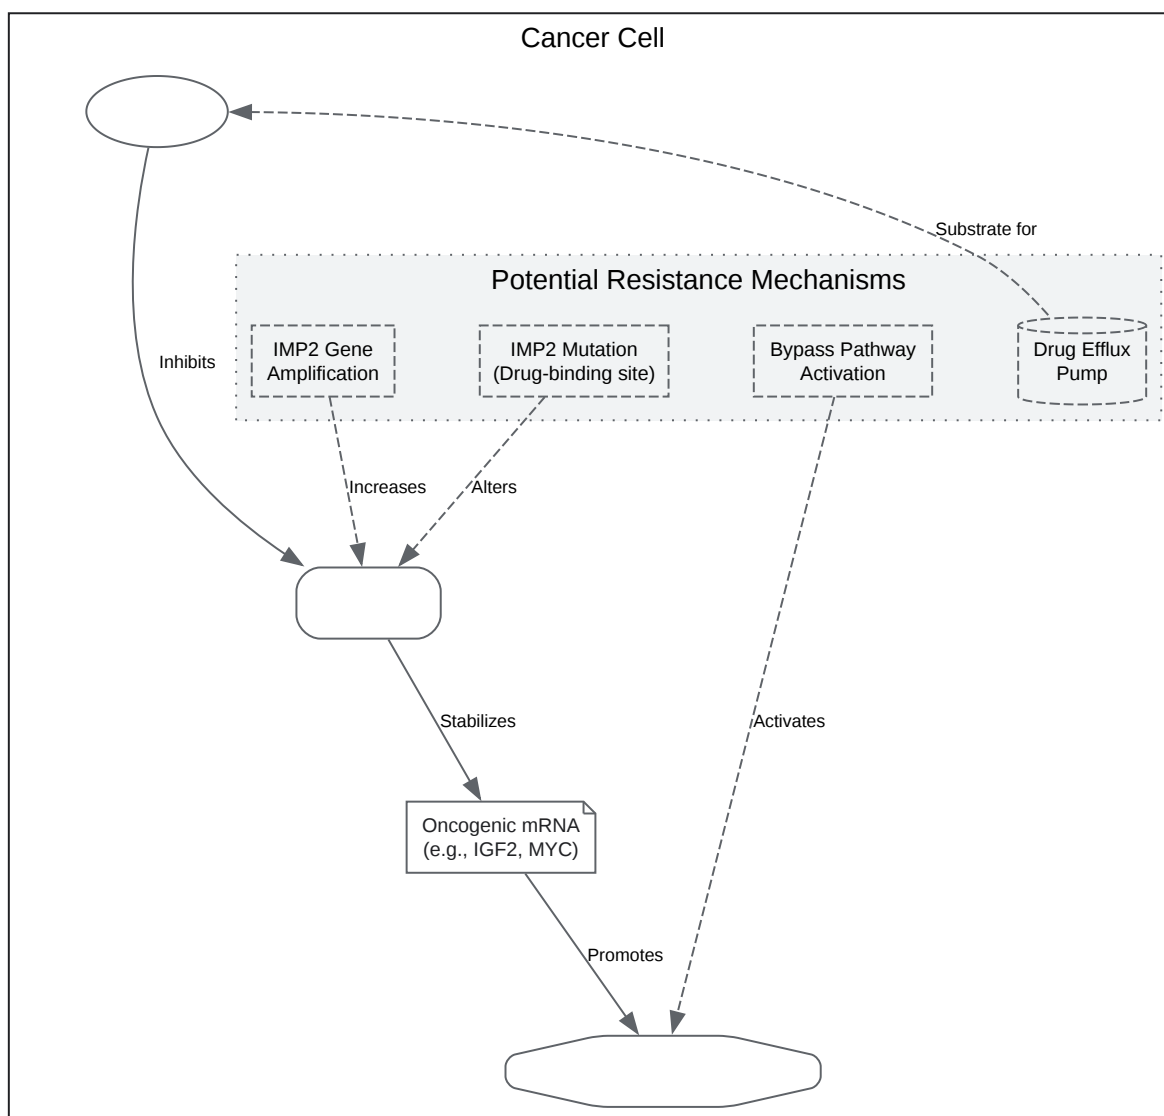 Cancer Cell
Substrate for
Potential Resistance Mechanisms
IMP2 Gene
Amplification
IMP2 Mutation
(Drug-binding site)
Bypass Pathway
Activation
Drug Efflux
Pump
Inhibits
Increases
Alters
Stabilizes
Activates
Oncogenic mRNA
(e.g., IGF2, MYC)
Promotes